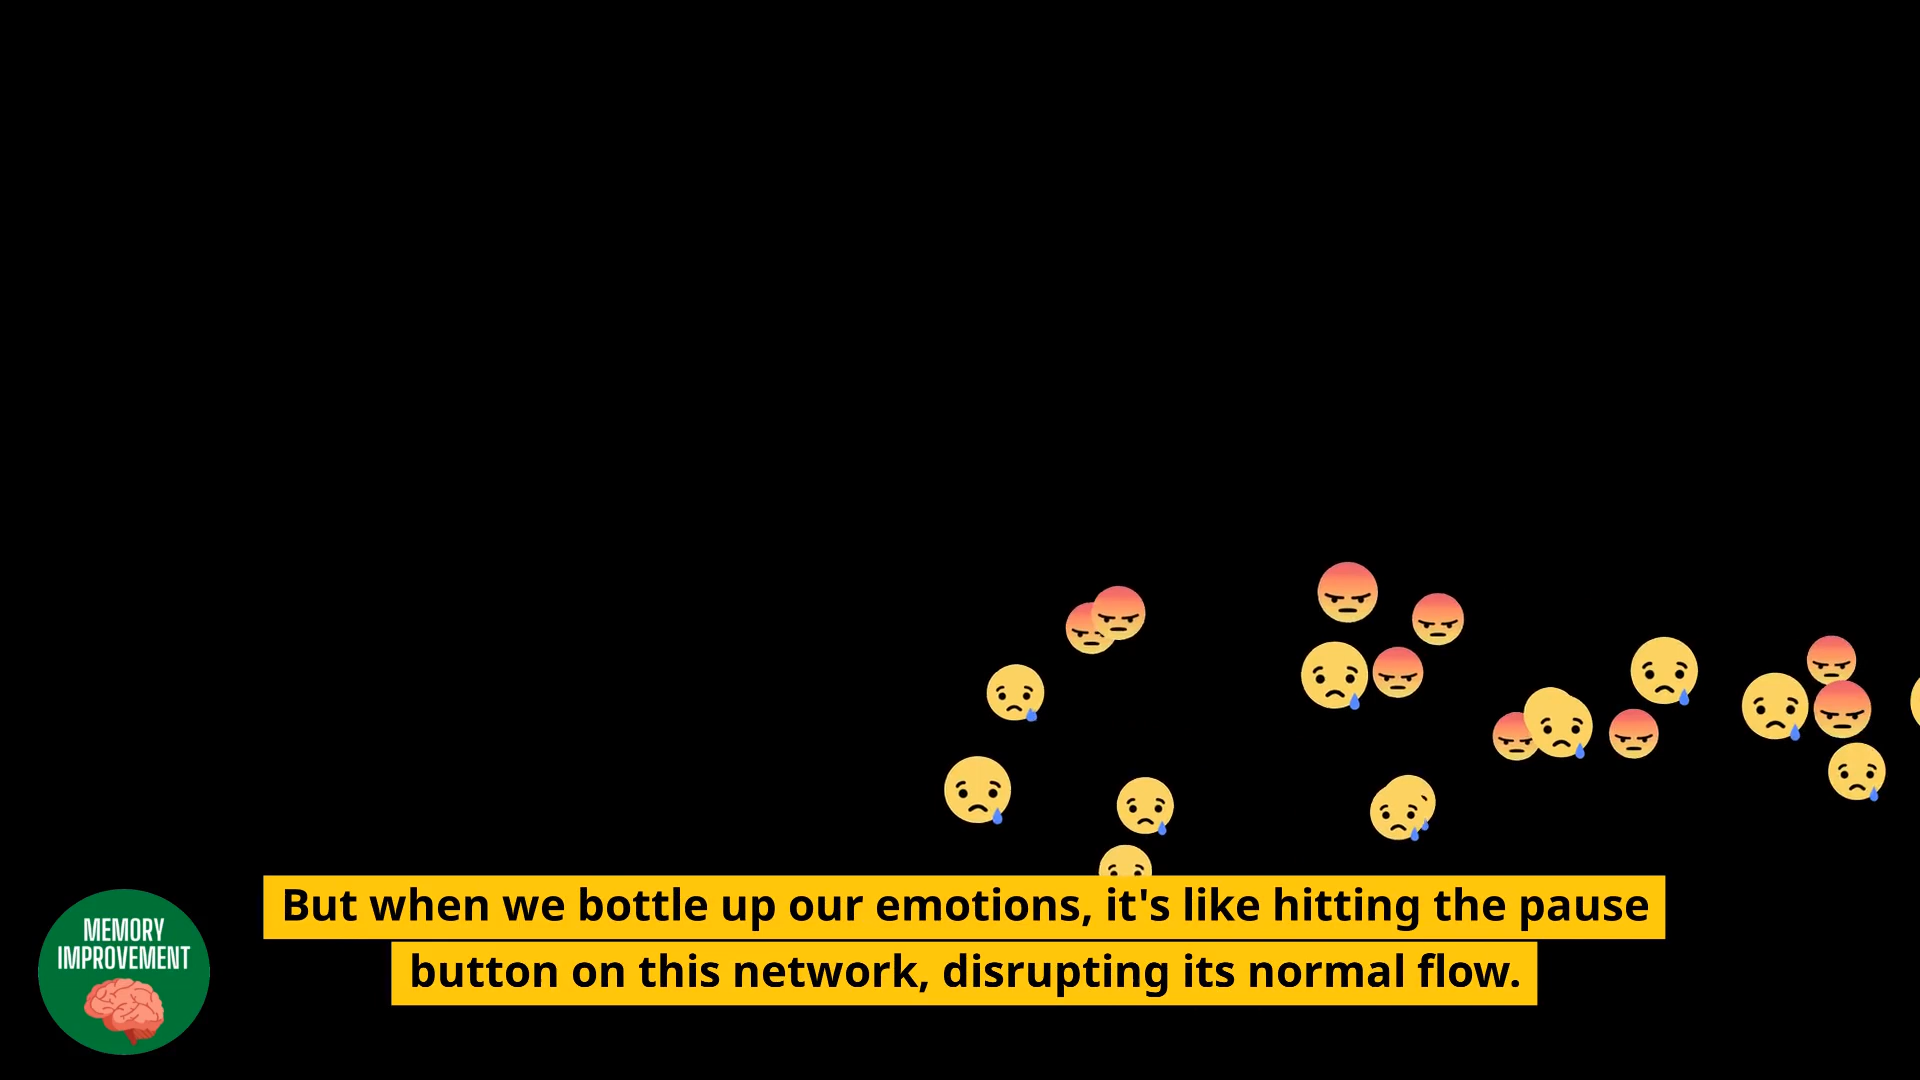 But when we bottle up our emotions, it's like hitting the pause
button on this network, disrupting its normal flow.
MEMORY
IMPROVEMENT